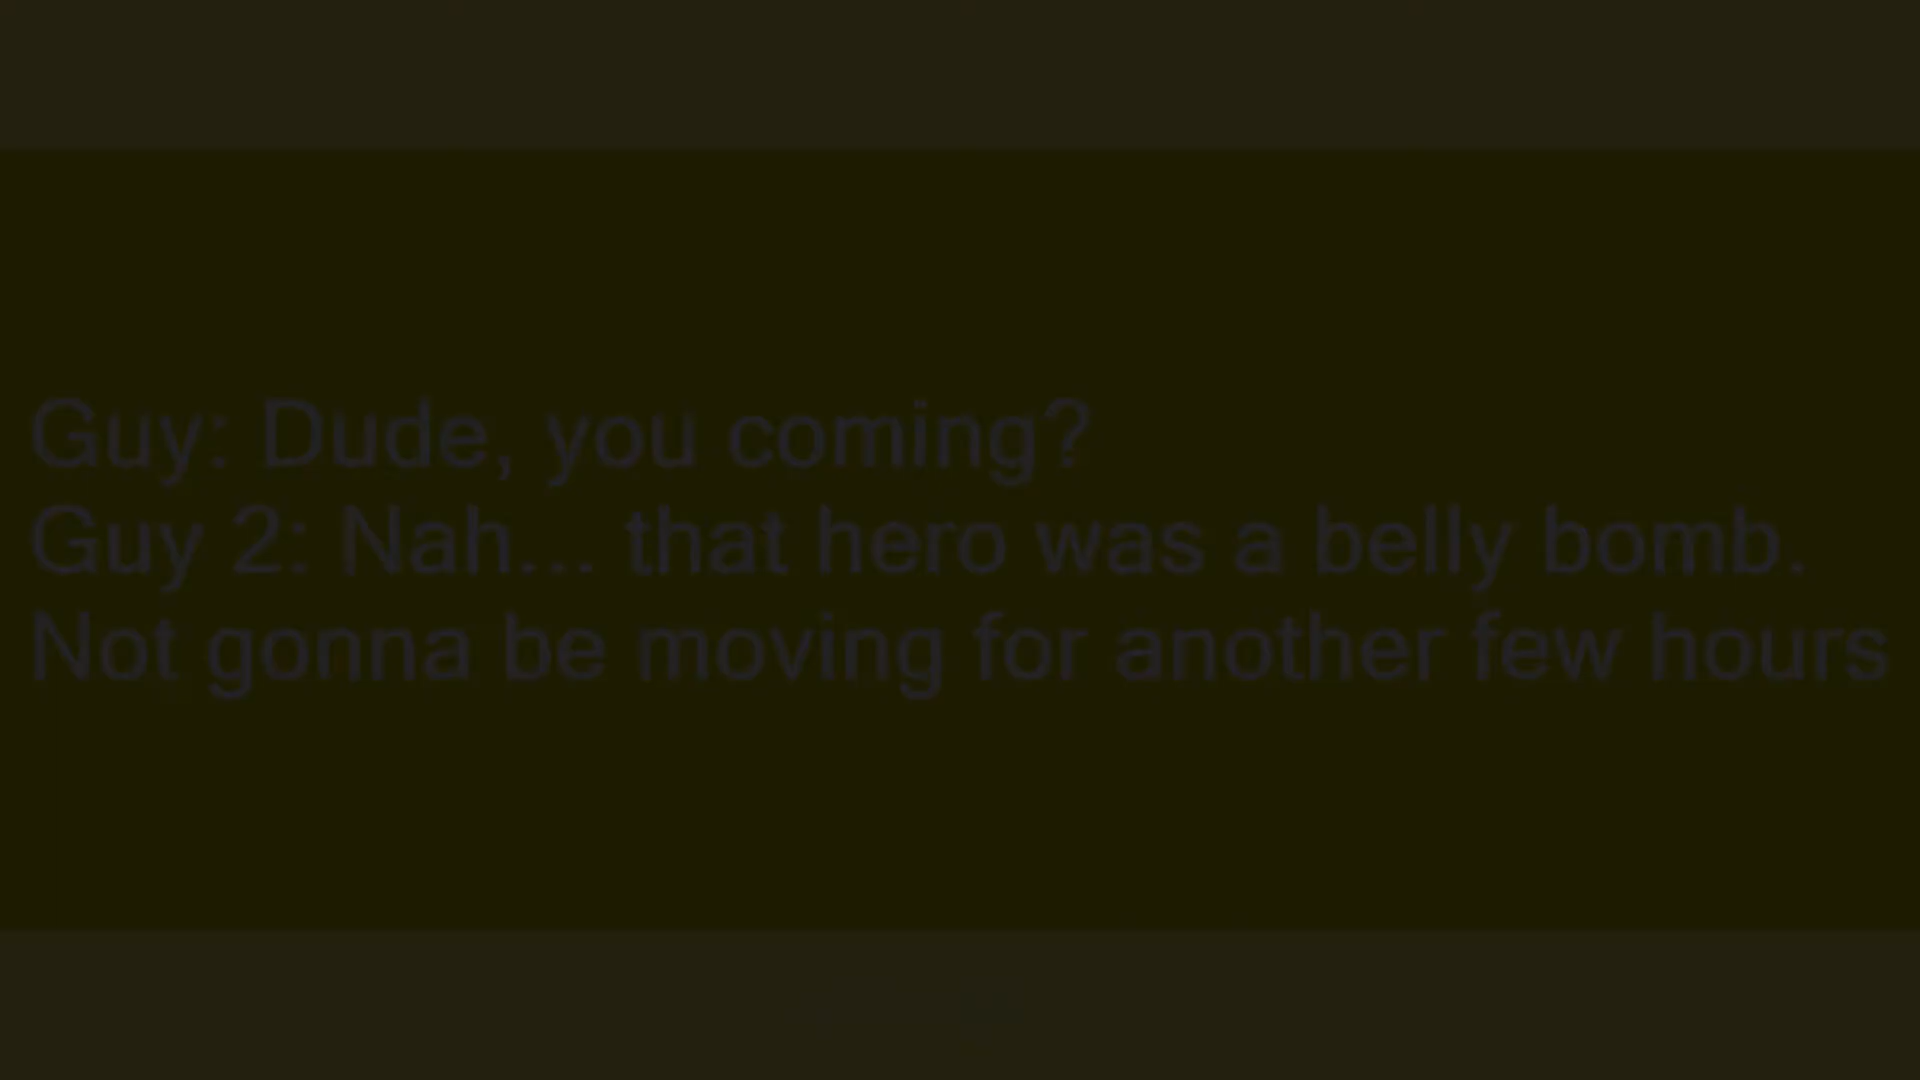 Guy: Dude, you coming?
Guy 2: Nah... that hero was a belly bomb.
Not gonna be moving for another few hours